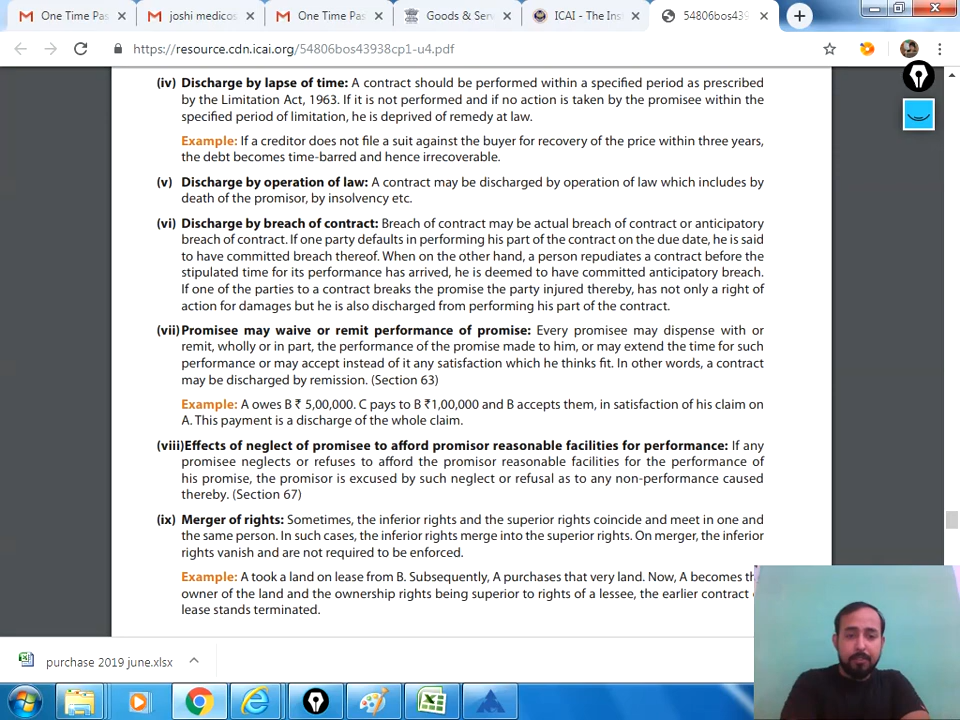 One Time Pas
joshi medicos
One Time Pas
Goods & Serv
ICAI - The Ins
54806bos439
https://resource.cdn.icai.org/54806bos43938cp1-u4.pdf
(iv) Discharge by lapse of time: A contract should be performed within a specified period as prescribed
by the Limitation Act, 1963. If it is not performed and if no action is taken by the promisee within the
specified period of limitation, he is deprived of remedy at law.
Example: If a creditor does not file a suit against the buyer for recovery of the price within three years,
the debt becomes time-barred and hence irrecoverable.
(v) Discharge by operation of law: A contract may be discharged by operation of law which includes by
death of the promisor, by insolvency etc.
(vi) Discharge by breach of contract: Breach of contract may be actual breach of contract or anticipatory
breach of contract. If one party defaults in performing his part of the contract on the due date, he is said
to have committed breach thereof. When on the other hand, a person repudiates a contract before the
stipulated time for its performance has arrived, he is deemed to have committed anticipatory breach.
If one of the parties to a contract breaks the promise the party injured thereby, has not only a right of
action for damages but he is also discharged from performing his part of the contract.
(vii) Promisee may waive or remit performance of promise: Every promisee may dispense with or
remit, wholly or in part, the performance of the promise made to him, or may extend the time for such
performance or may accept instead of it any satisfaction which he thinks fit. In other words, a contract
may be discharged by remission. (Section 63)
Example: A owes B ₹ 5,00,000. C pays to B ₹1,00,000 and B accepts them, in satisfaction of his claim on
A. This payment is a discharge of the whole claim.
(viii)Effects of neglect of promisee to afford promisor reasonable facilities for performance: If any
promisee neglects or refuses to afford the promisor reasonable facilities for the performance of
his promise, the promisor is excused by such neglect or refusal as to any non-performance caused
thereby. (Section 67)
(ix) Merger of rights: Sometimes, the inferior rights and the superior rights coincide and meet in one and
the same person. In such cases, the inferior rights merge into the superior rights. On merger, the inferior
rights vanish and are not required to be enforced.
Example: A took a land on lease from B. Subsequently, A purchases that very land. Now, A becomes th
owner of the land and the ownership rights being superior to rights of a lessee, the earlier contract
lease stands terminated.
purchase 2019 june.xlsx